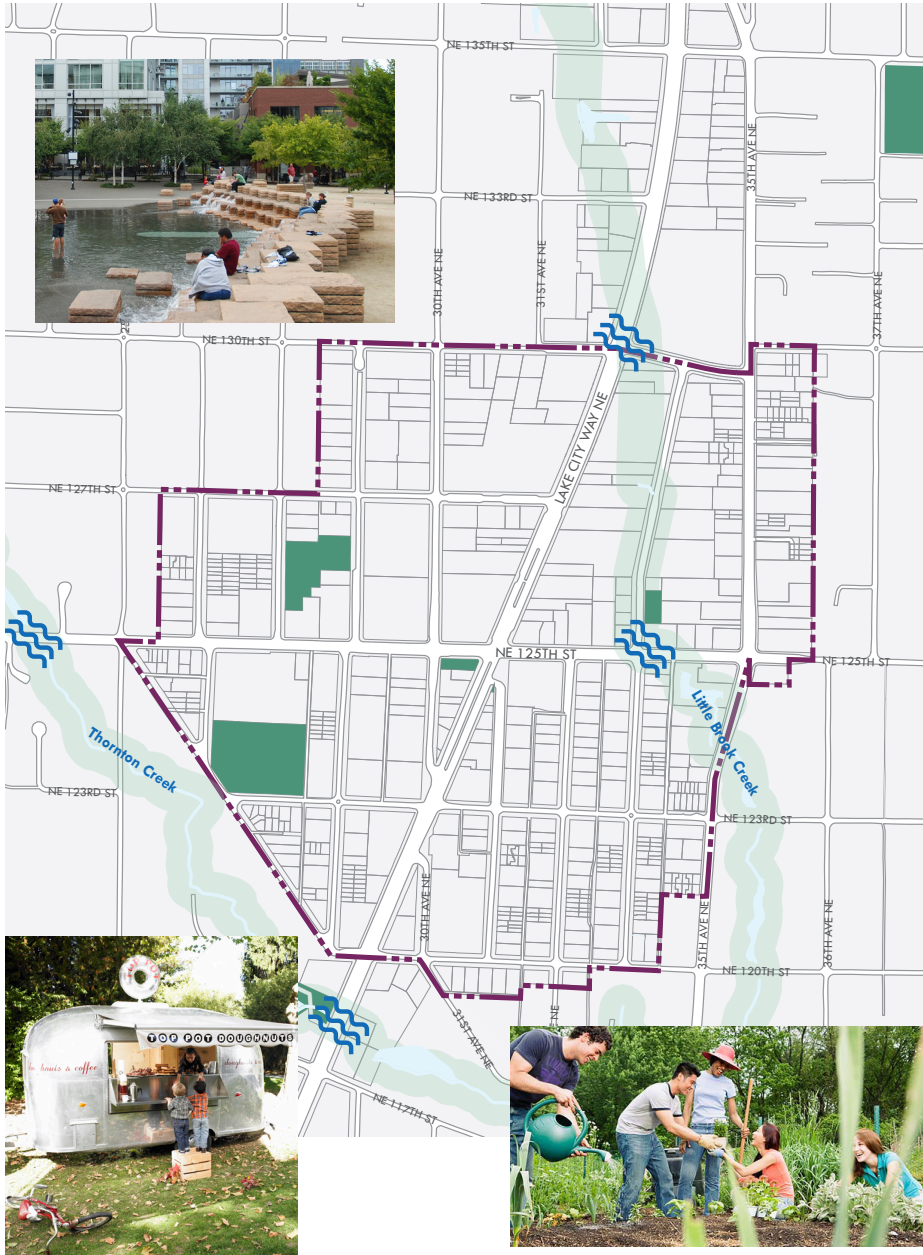 NE 135TH ST
35TH AVE NE
NE 133RD ST
30TH AVE NE
31ST AVE NE
37TH AVE NE
NE 130TH ST
LAKE CITY WAY NE
NE 127TH ST
NE 125TH ST
NE 125TH ST
Thornton Creek
Little Brook Creek
NE 123RD ST
NE 123RD ST
30TH AVE NE
35TH AVE NE
36TH AVE NE
NE 120TH ST
31ST AVE NE
NE 117TH ST
TOP POT DOUGHNUTS
& coffee